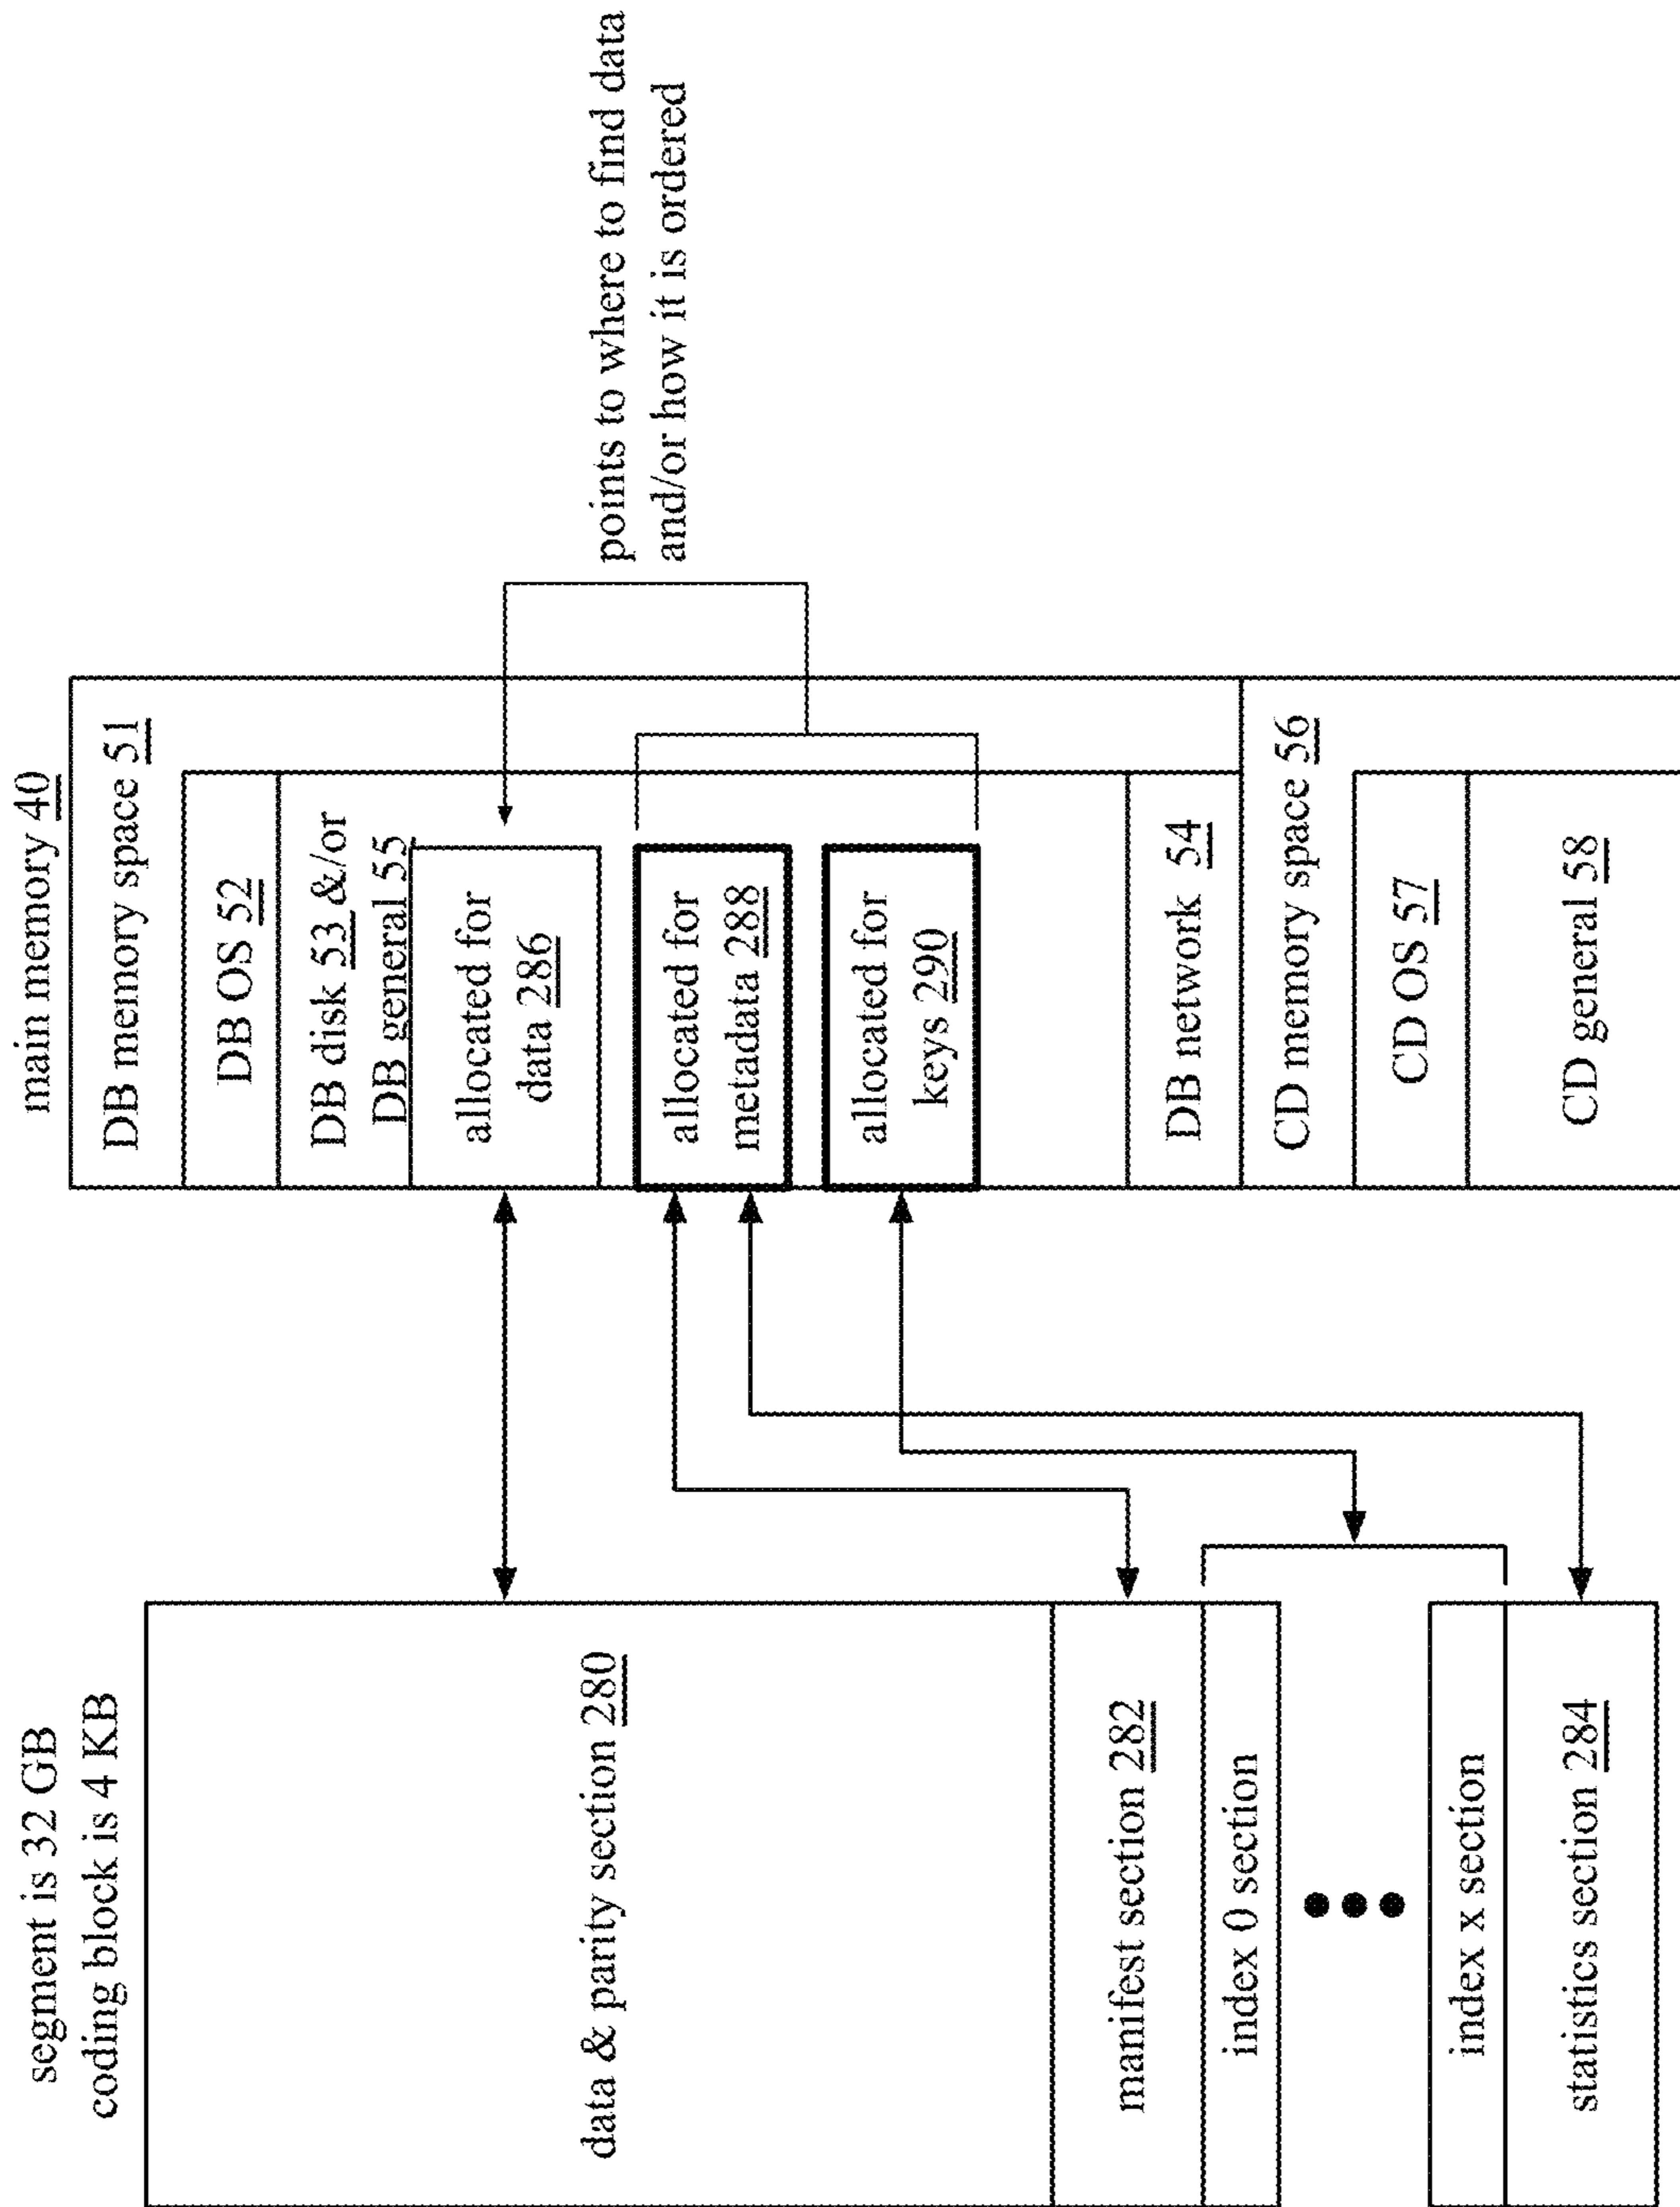 segment is 32 GB
coding block is 4 KB
data & parity section 280
manifest section 282
index 0 section
index x section
statistics section 284
main memory 40
DB memory space 51
DB OS 52
DB disk 53 &/or
DB general 55
allocated for
data 286
allocated for
metadata 288
allocated for
keys 290
DB network 54
CD memory space 56
CD OS 57
CD general 58
points to where to find data
and/or how it is ordered